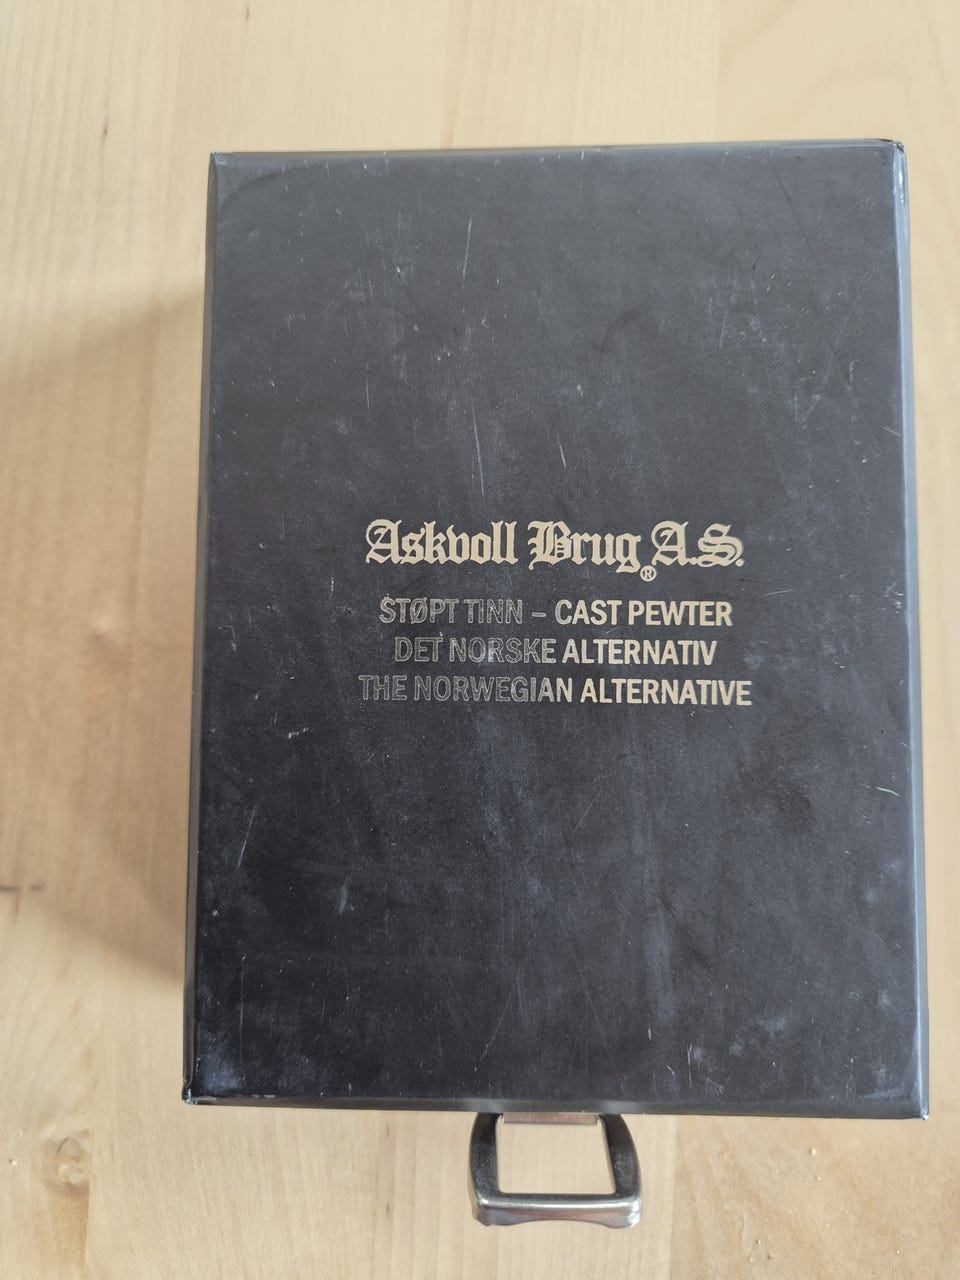 Askvoll Brug A.S.
®
STØPT TINN – CAST PEWTER
DET NORSKE ALTERNATIV
THE NORWEGIAN ALTERNATIVE